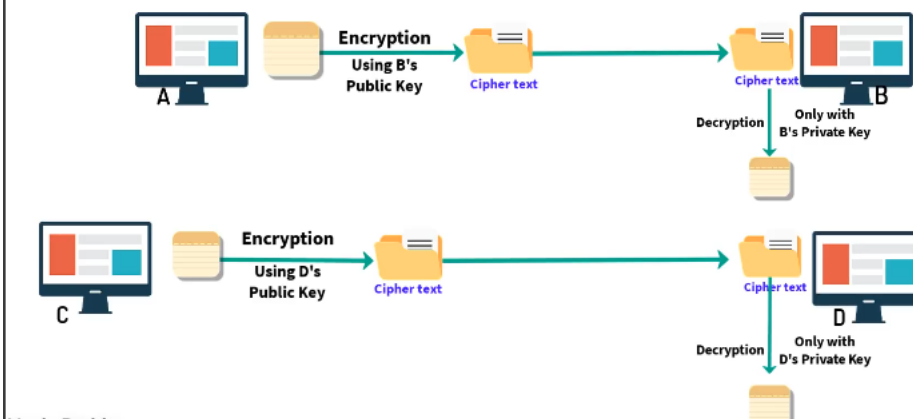 Encryption
Using B's
Public Key
Cipher text
Cipher text
A
B
Decryption
Only with
B's Private Key
Encryption
Using D's
Public Key
Cipher text
Cipher text
C
D
Decryption
Only with
D's Private Key